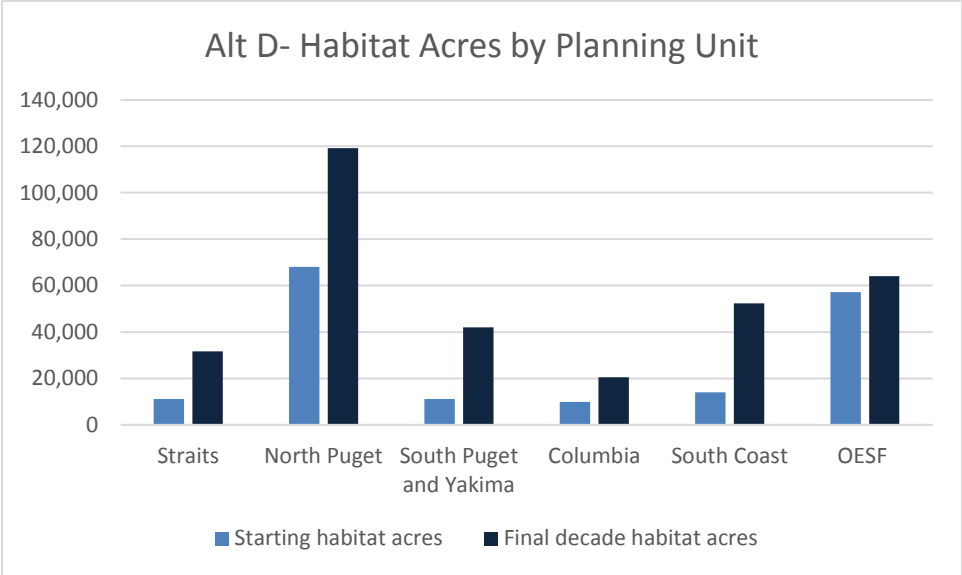 Alt D- Habitat Acres by Planning Unit
140,000
120,000
100,000
80,000
60,000
40,000
20,000
0
Straits North Puget South Puget and Yakima Columbia South Coast OESF
Starting habitat acres Final decade habitat acres